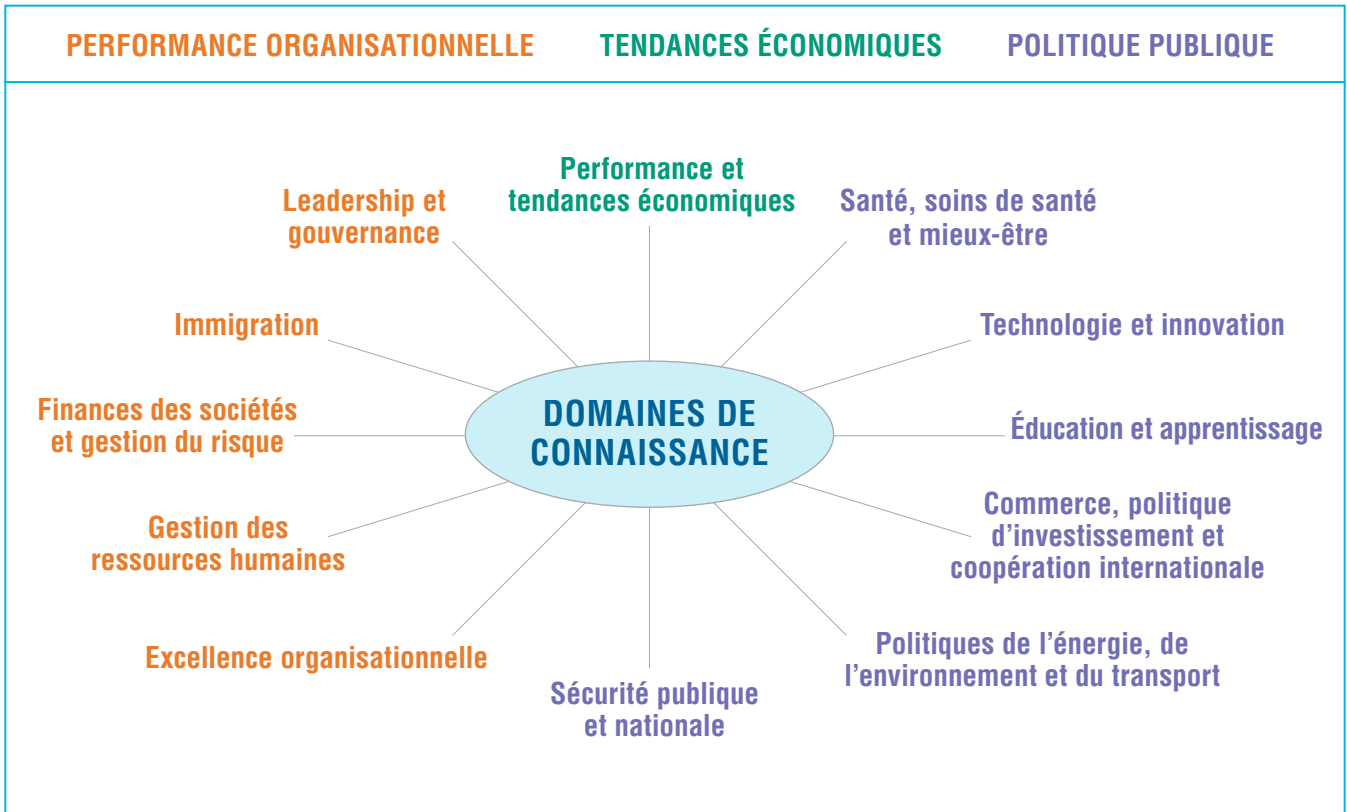 PERFORMANCE ORGANISATIONNELLE TENDANCES ÉCONOMIQUES POLITIQUE PUBLIQUE
Performance et
tendances économiques
Leadership et
gouvernance
Santé, soins de santé
et mieux-être
Immigration
Technologie et innovation
Finances des sociétés
et gestion du risque
DOMAINES DE
CONNAISSANCE
Éducation et apprentissage
Gestion des
ressources humaines
Commerce, politique
d’investissement et
coopération internationale
Excellence organisationnelle
Sécurité publique
et nationale
Politiques de l’énergie, de
l’environnement et du transport